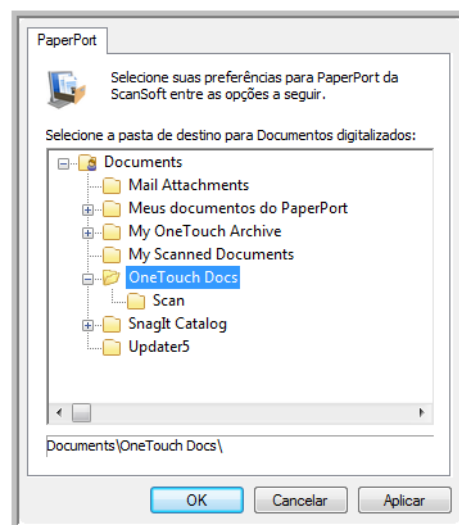 PaperPort
Selecione suas preferências para PaperPort da
ScanSoft entre as opções a seguir.
Selecione a pasta de destino para Documentos digitalizados:
Documents
Mail Attachments
Meus documentos do PaperPort
My OneTouch Archive
My Scanned Documents
OneTouch Docs
Scan
SnagIt Catalog
Updater5
Documents\OneTouch Docs\
OK Cancelar Aplicar